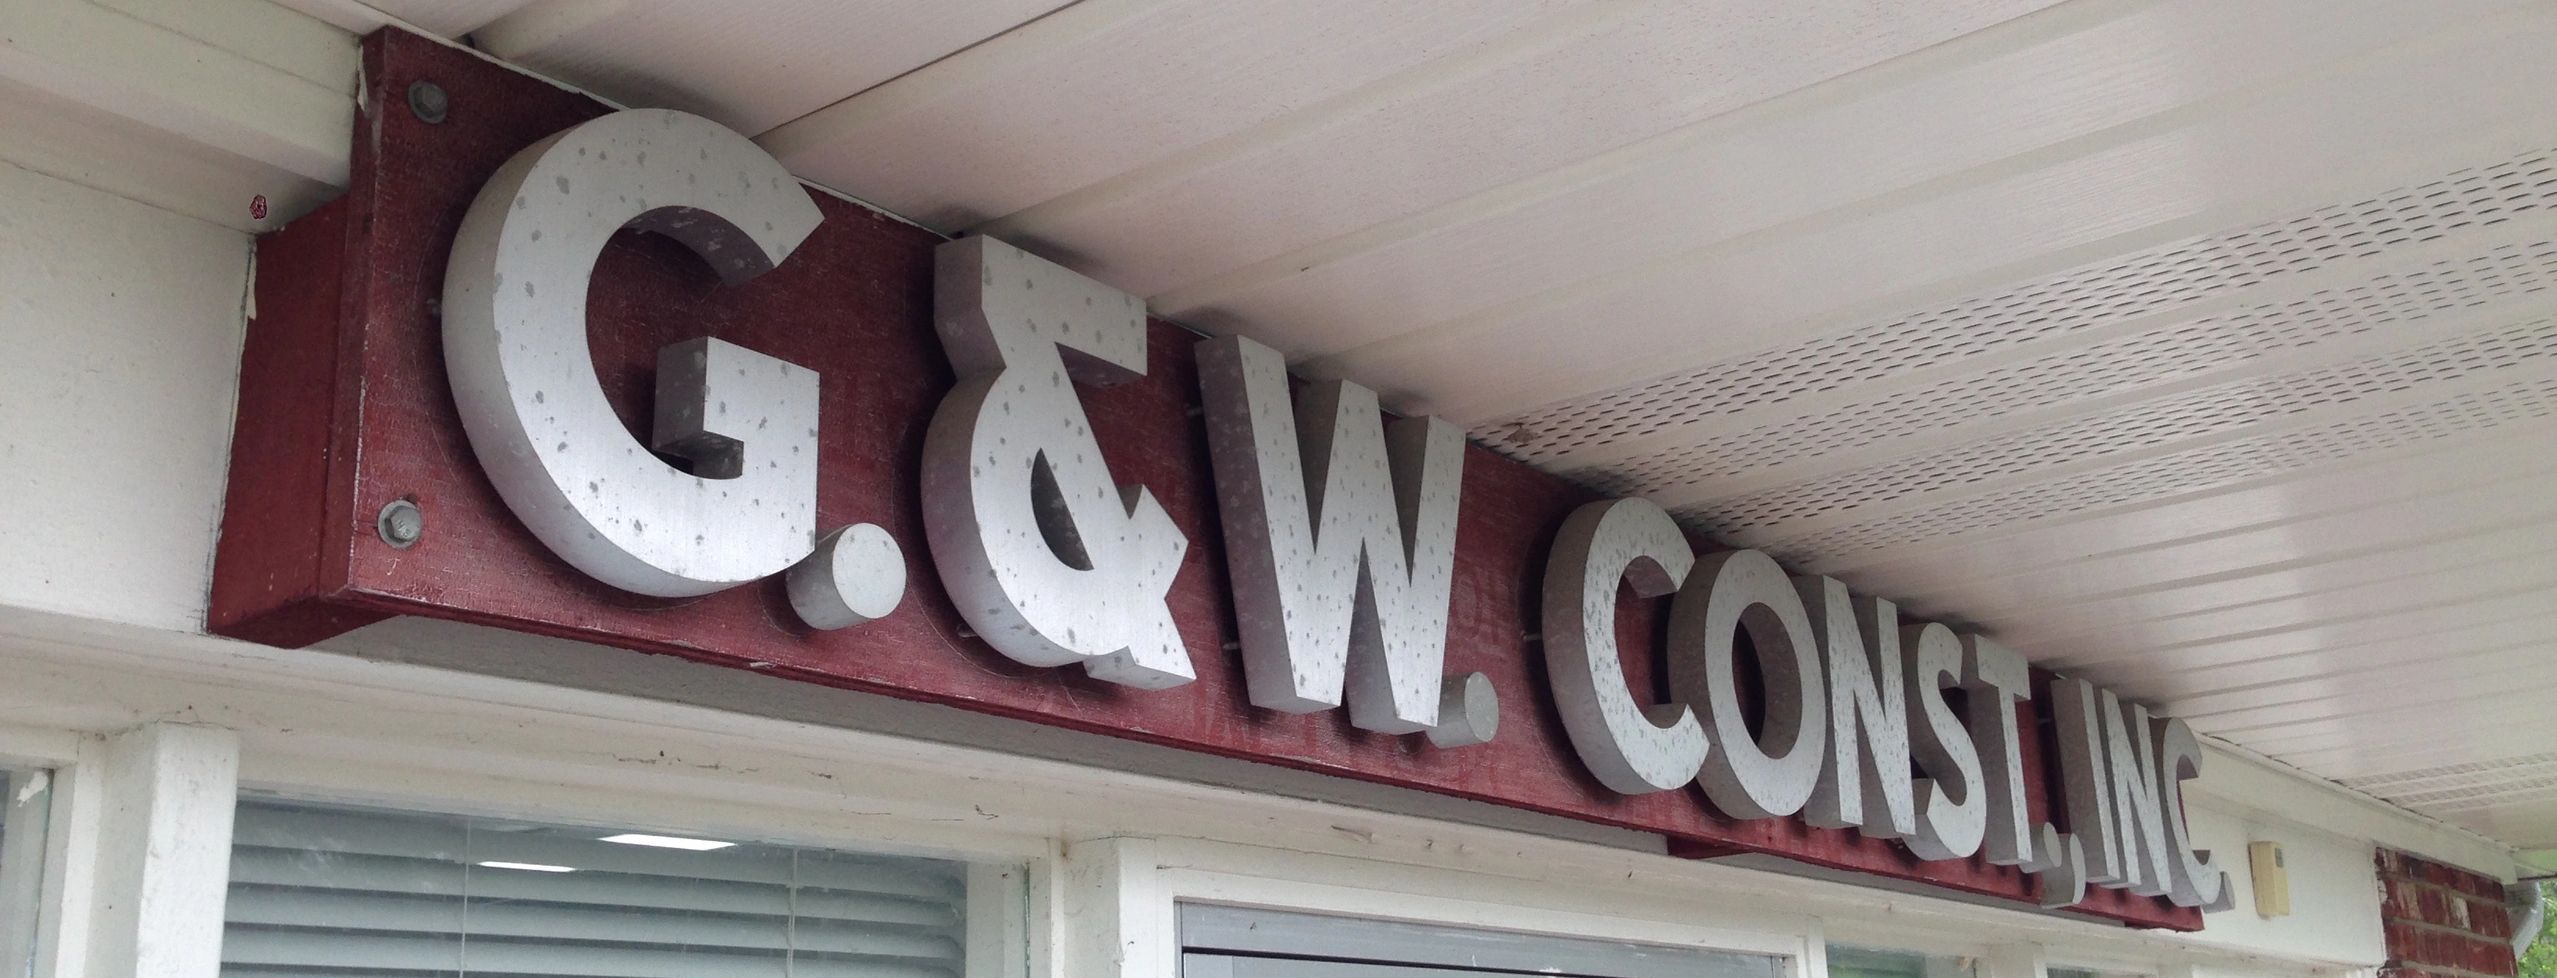 G. & W. CONST., INC.